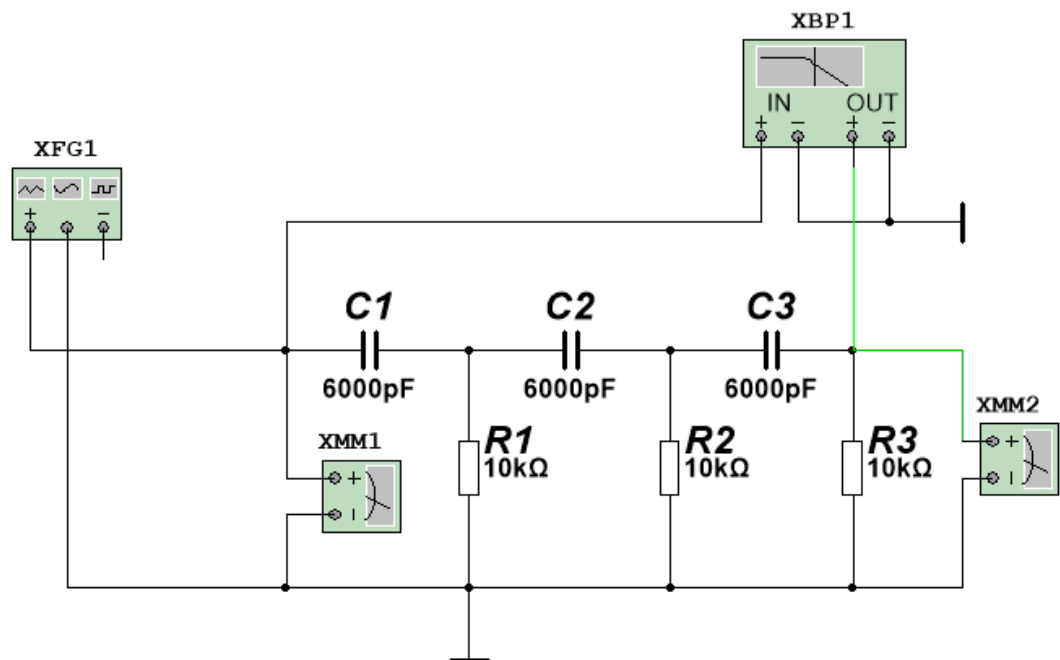 XBP1
IN OUT
+ − + −
XFG1
+ −
C1 C2 C3
6000pF 6000pF 6000pF
XMM1
R1 R2 R3
10kΩ 10kΩ 10kΩ
XMM2